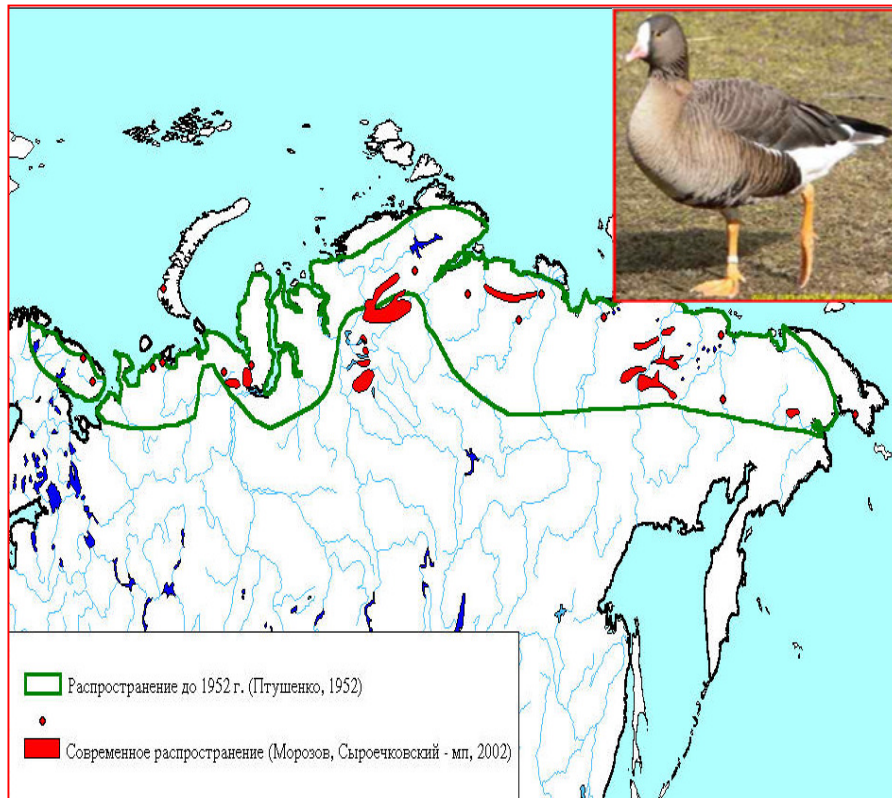 Распространение до 1952 г. (Птушенко, 1952)
Современное распространение (Морозов, Сыроечковский - мл, 2002)